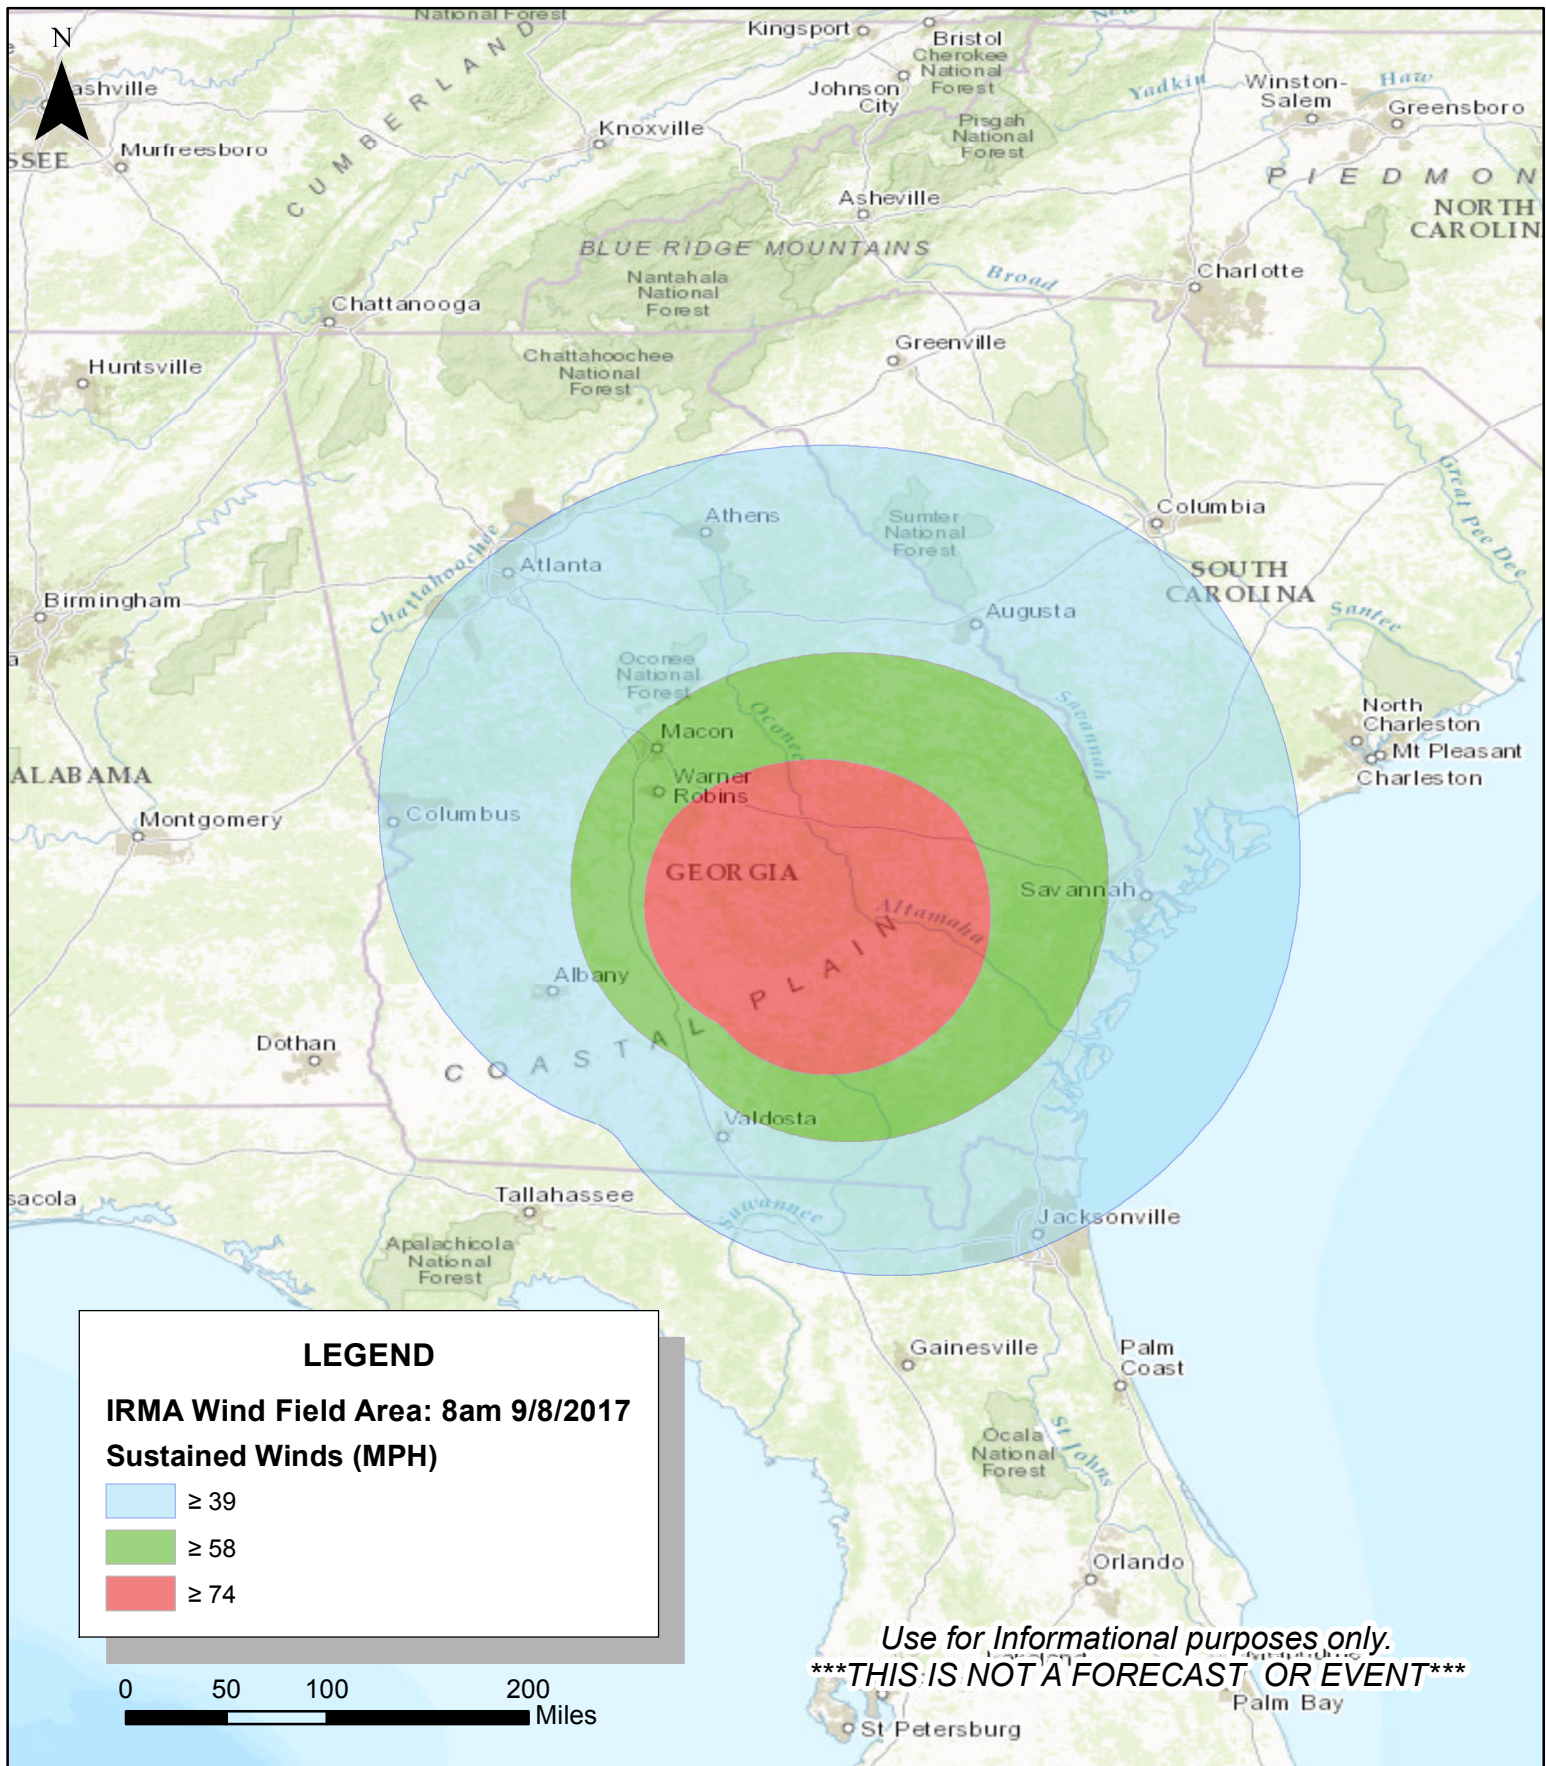 National Forest
N
Kingsport
Bristol
Cherokee
National
Forest
Johnson
City
Yadkin
Winston-
Salem
Haw
Greensboro
ashville
Knoxville
Pisgah
National
Forest
Murfreesboro
SSEE
CUMBERLAND
PIEDMON
NORTH
CAROLIN
Asheville
BLUE RIDGE MOUNTAINS
Nantahala
National
Forest
Broad
Charlotte
Chattanooga
Greenville
Chattahoochee
National
Forest
Huntsville
Great Pee Dee
Athens
Sumter
National
Forest
Columbia
Chattahoochee
Atlanta
SOUTH
CAROLINA
Birmingham
Augusta
Santee
a
Oconee
National
Forest
Savannah
Oconee
North
Charleston
Mt Pleasant
Charleston
Macon
Warner
Robins
ALABAMA
Montgomery
Columbus
GEORGIA
Savannah
Altamaha
Albany
COASTAL PLAIN
Dothan
Valdosta
sacola
Tallahassee
Suwannee
Jacksonville
Apalachicola
National
Forest
Gainesville
Palm
Coast
Ocala
National
Forest
St Johns
Orlando
LEGEND
IRMA Wind Field Area: 8am 9/8/2017
Sustained Winds (MPH)
≥ 39
≥ 58
≥ 74
Use for Informational purposes only.
***THIS IS NOT A FORECAST OR EVENT***
Palm Bay
St Petersburg
0 50 100 200
Miles